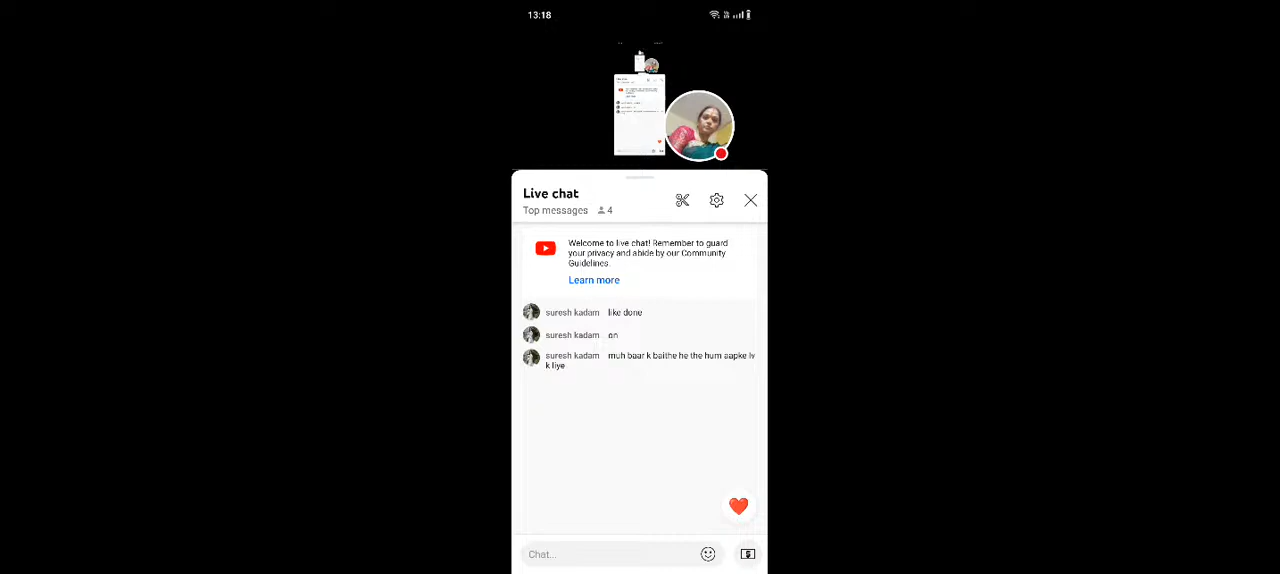 13:18
Live chat
Top messages 4
Welcome to live chat! Remember to guard
your privacy and abide by our Community
Guidelines.
Learn more
suresh kadam like done
suresh kadam on
suresh kadam muh baar k baithe he the hum aapke lv
k liye
Chat...